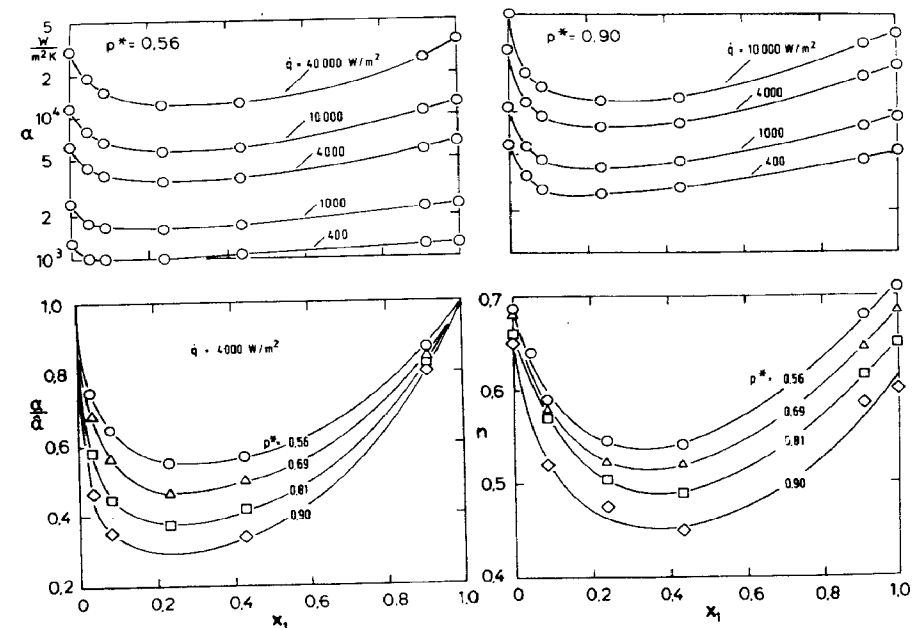 5
W
m²K
2
10⁴
α
5
2
10³
p*= 0,56
q̇ = 40 000 W/m²
10 000
4000
1000
400
p*= 0,90
q̇ = 10 000 W/m²
4000
1000
400
1,0
0,8
α
α̂
0,6
0,4
0,2
q̇ = 4000 W/m²
p*= 0,56
0,69
0,81
0,90
0 0,2 0,4 0,6 0,8 1,0
x₁
0,7
0,6
n
0,5
0,4
p*= 0,56
0,69
0,81
0,90
0 0,2 0,4 0,6 0,8 1,0
x₁